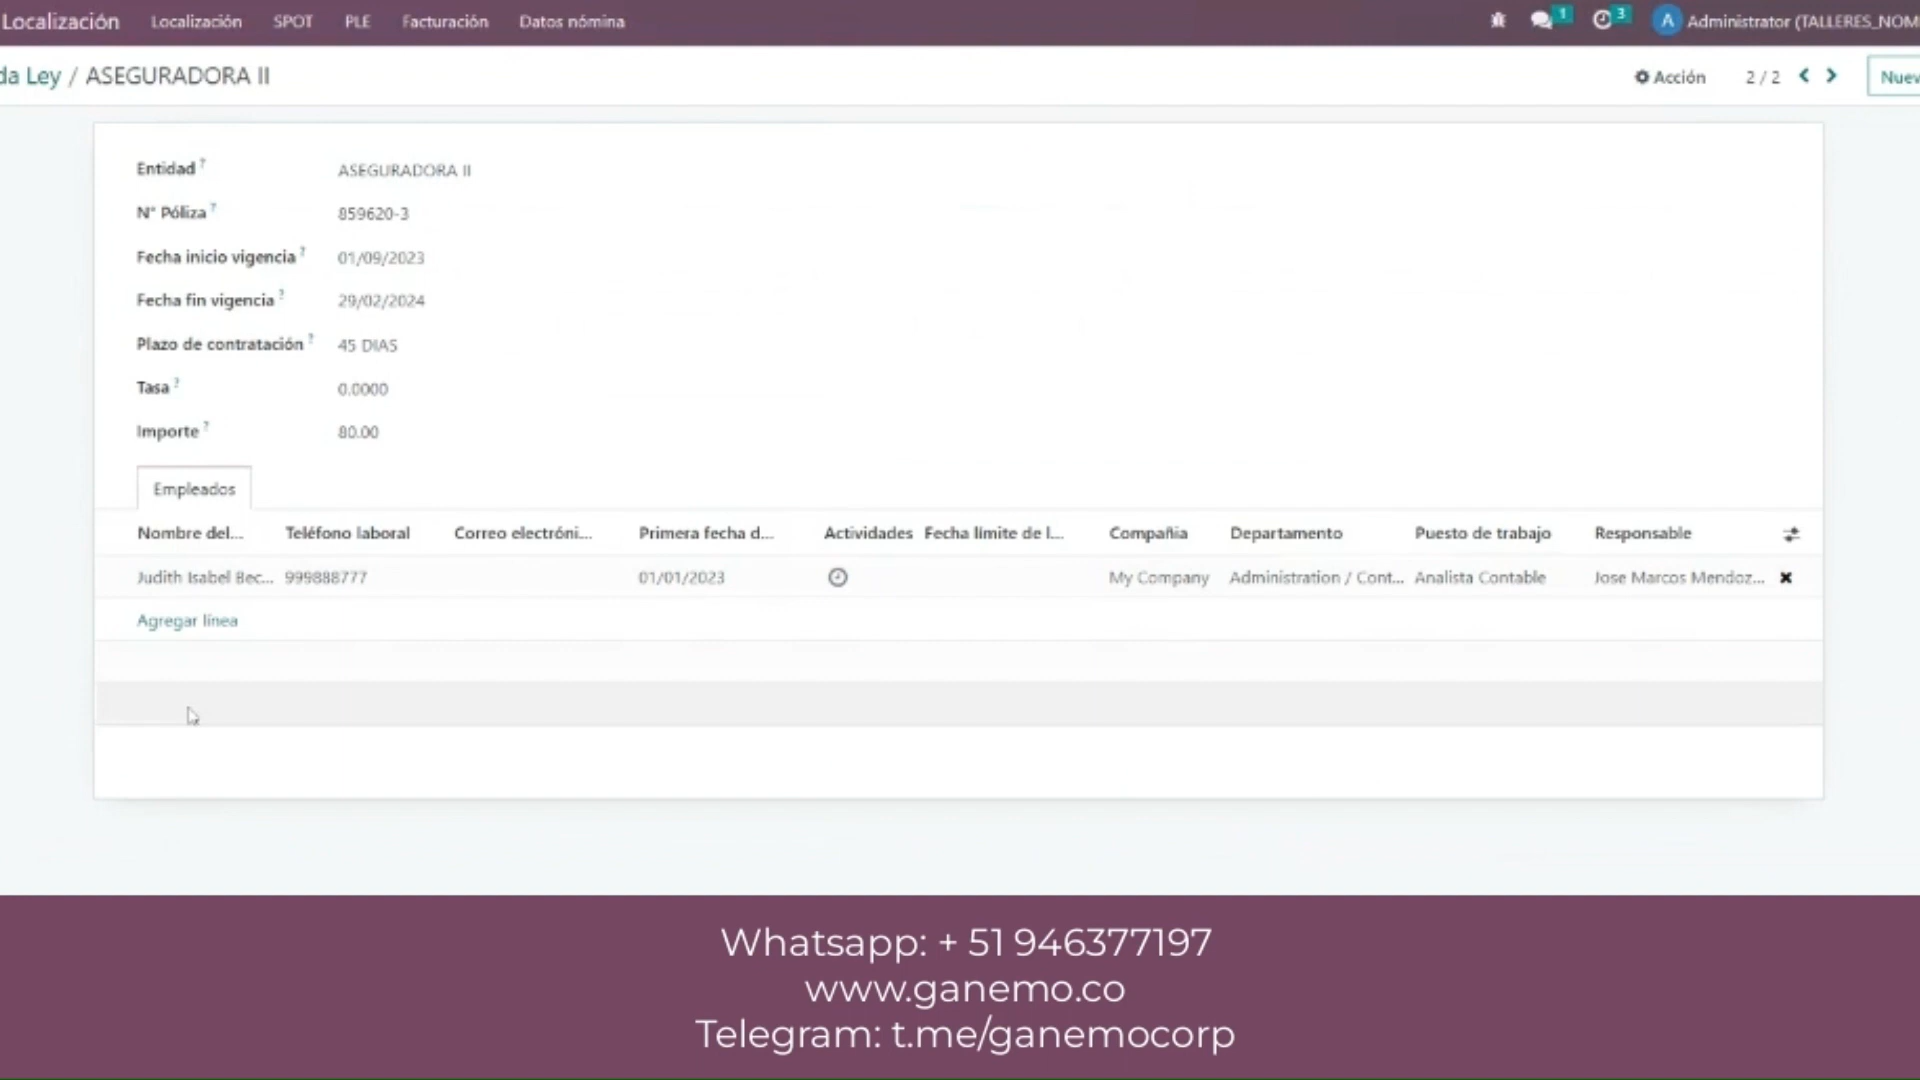 Localización Localización SPOT PLE Facturación Datos nómina 1 3 A Administrator (TALLERES_NOM
da Ley / ASEGURADORA II Acción 2 / 2 Nuev
Entidad ? ASEGURADORA II
N° Póliza ? 859620-3
Fecha inicio vigencia ? 01/09/2023
Fecha fin vigencia ? 29/02/2024
Plazo de contratación ? 45 DIAS
Tasa ? 0.0000
Importe ? 80.00
Empleados
Nombre del... Teléfono laboral Correo electróni... Primera fecha d... Actividades Fecha límite de l... Compañia Departamento Puesto de trabajo Responsable
Judith Isabel Bec... 999888777 01/01/2023 My Company Administration / Cont... Analista Contable Jose Marcos Mendoz...
Agregar línea
Whatsapp: + 51 946377197
www.ganemo.co
Telegram: t.me/ganemocorp